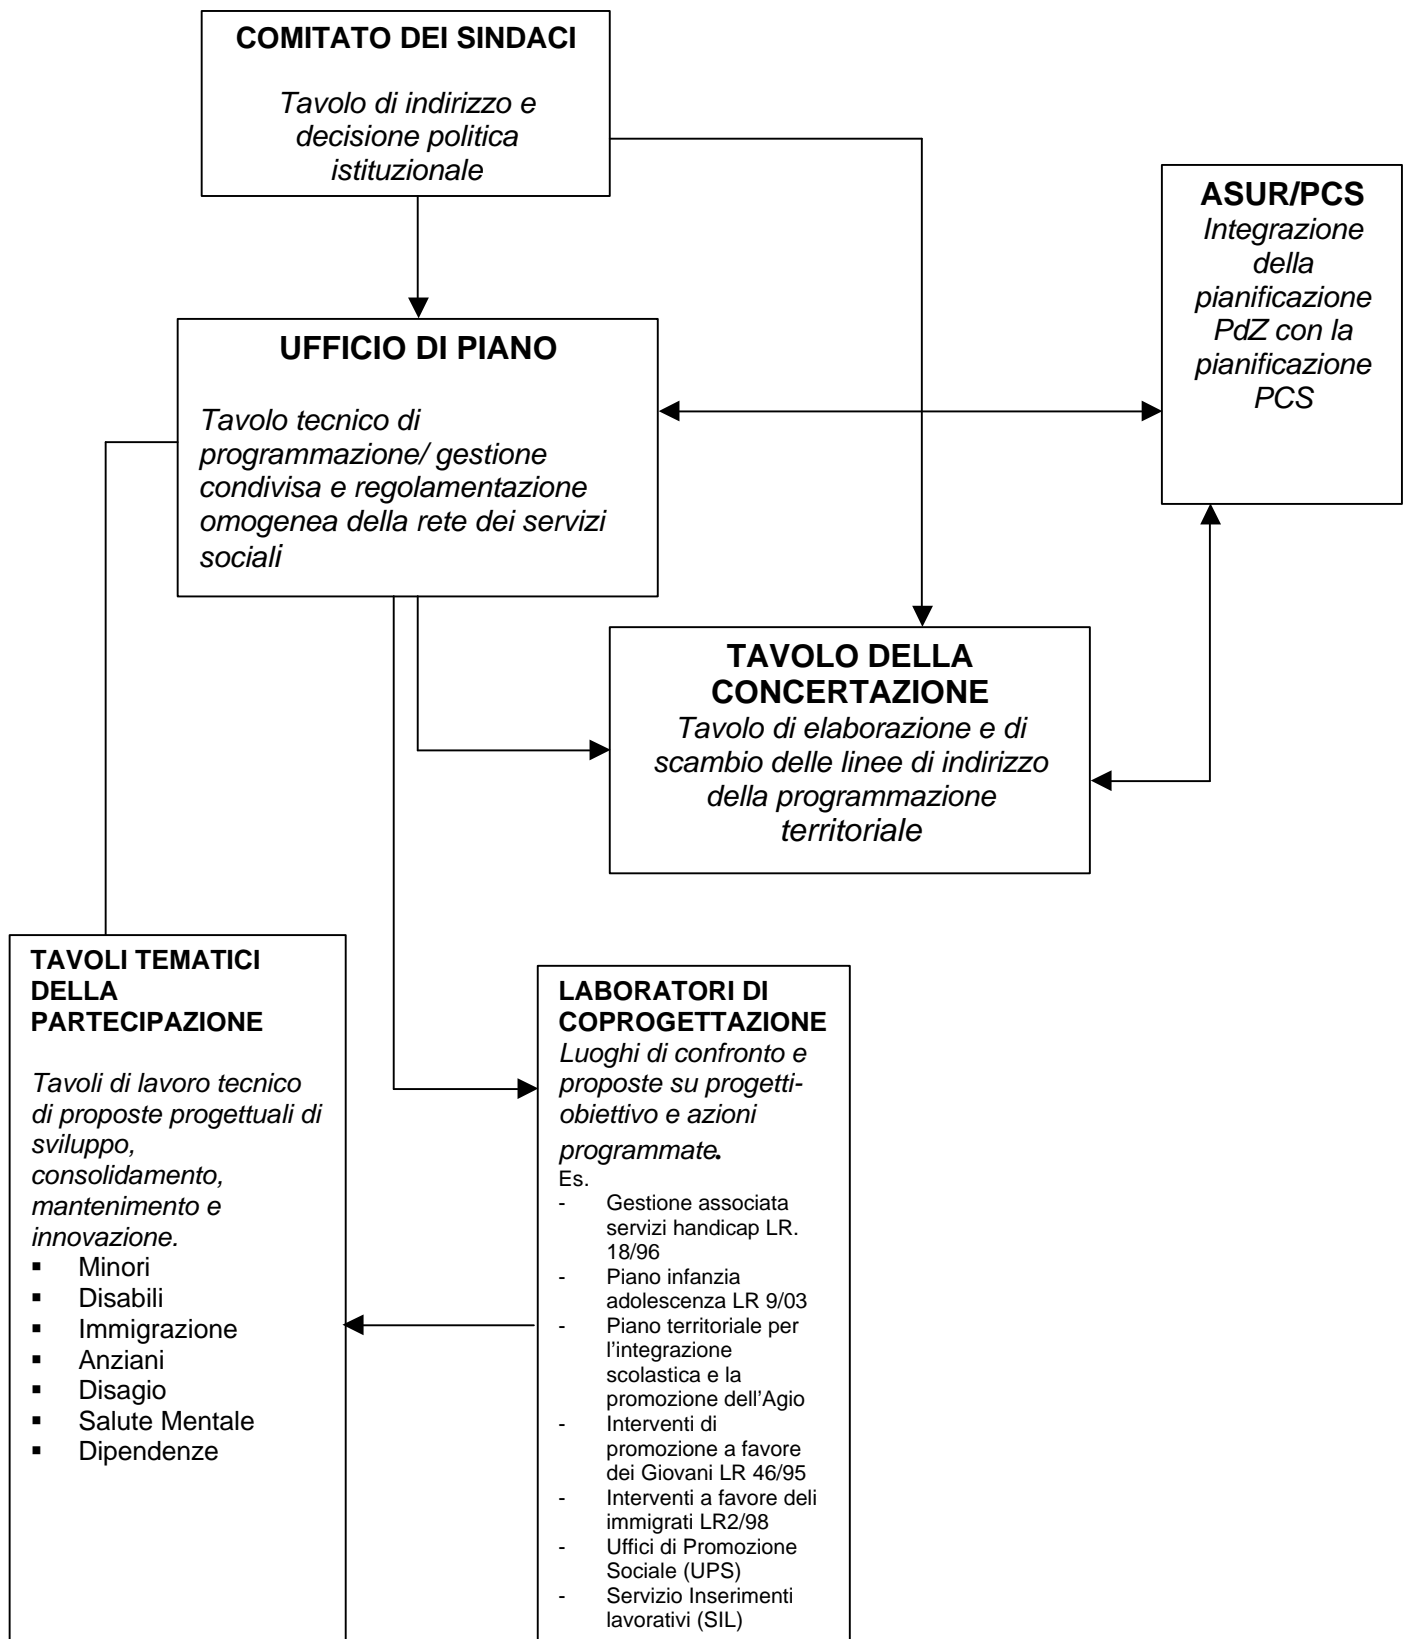 COMITATO DEI SINDACI
Tavolo di indirizzo e
decisione politica
istituzionale
ASUR/PCS
Integrazione
della
pianificazione
PdZ con la
pianificazione
PCS
UFFICIO DI PIANO
Tavolo tecnico di
programmazione/ gestione
condivisa e regolamentazione
omogenea della rete dei servizi
sociali
TAVOLO DELLA
CONCERTAZIONE
Tavolo di elaborazione e di
scambio delle linee di indirizzo
della programmazione
territoriale
TAVOLI TEMATICI
DELLA
PARTECIPAZIONE
Tavoli di lavoro tecnico
di proposte progettuali di
sviluppo,
consolidamento,
mantenimento e
innovazione.
▪ Minori
▪ Disabili
▪ Immigrazione
▪ Anziani
▪ Disagio
▪ Salute Mentale
▪ Dipendenze
LABORATORI DI
COPROGETTAZIONE
Luoghi di confronto e
proposte su progetti-
obiettivo e azioni
programmate.
Es.
- Gestione associata
servizi handicap LR.
18/96
- Piano infanzia
adolescenza LR 9/03
- Piano territoriale per
l'integrazione
scolastica e la
promozione dell'Agio
- Interventi di
promozione a favore
dei Giovani LR 46/95
- Interventi a favore deli
immigrati LR2/98
- Uffici di Promozione
Sociale (UPS)
- Servizio Inserimenti
lavorativi (SIL)